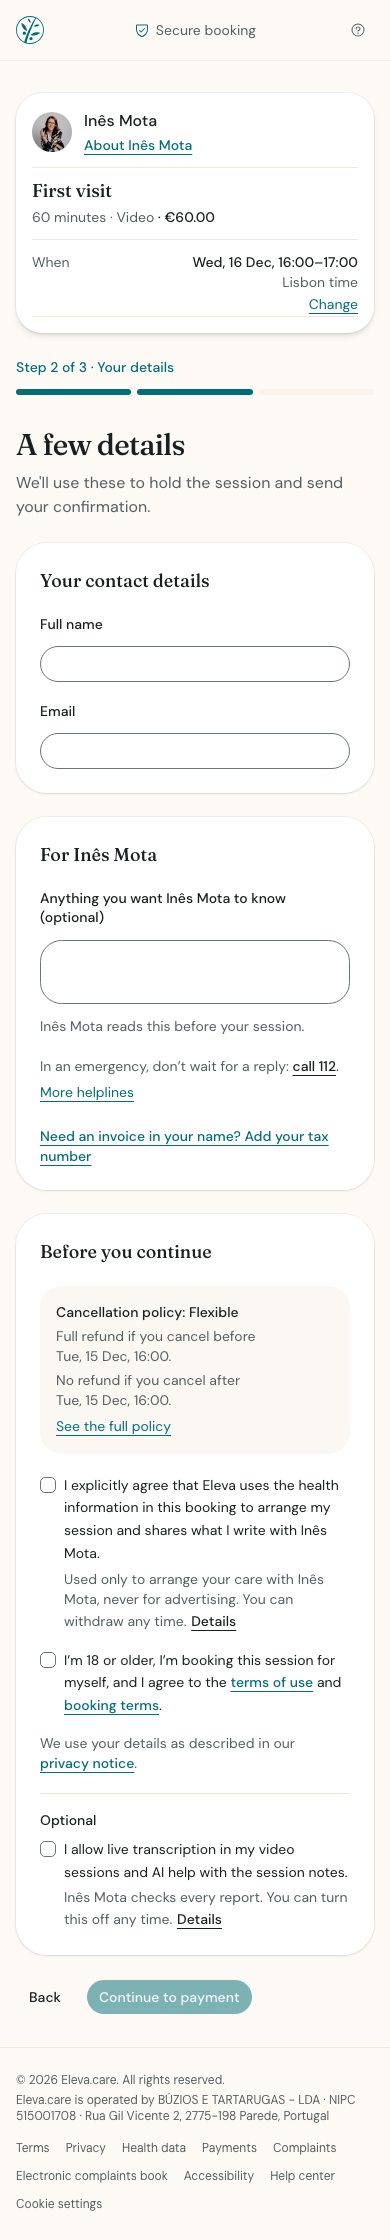 Secure booking
Inês Mota
About Inês Mota
First visit
60 minutes · Video · €60.00
When
Wed, 16 Dec, 16:00–17:00
Lisbon time
Change
Step 2 of 3 · Your details
A few details
We'll use these to hold the session and send
your confirmation.
Your contact details
Full name
Email
For Inês Mota
Anything you want Inês Mota to know
(optional)
Inês Mota reads this before your session.
In an emergency, don’t wait for a reply: call 112.
More helplines
Need an invoice in your name? Add your tax
number
Before you continue
Cancellation policy: Flexible
Full refund if you cancel before
Tue, 15 Dec, 16:00.
No refund if you cancel after
Tue, 15 Dec, 16:00.
See the full policy
I explicitly agree that Eleva uses the health
information in this booking to arrange my
session and shares what I write with Inês
Mota.
Used only to arrange your care with Inês
Mota, never for advertising. You can
withdraw any time. Details
I’m 18 or older, I’m booking this session for
myself, and I agree to the terms of use and
booking terms.
We use your details as described in our
privacy notice.
Optional
I allow live transcription in my video
sessions and AI help with the session notes.
Inês Mota checks every report. You can turn
this off any time. Details
Back
Continue to payment
© 2026 Eleva.care. All rights reserved.
Eleva.care is operated by BÚZIOS E TARTARUGAS - LDA · NIPC
515001708 · Rua Gil Vicente 2, 2775-198 Parede, Portugal
Terms Privacy Health data Payments Complaints
Electronic complaints book Accessibility Help center
Cookie settings